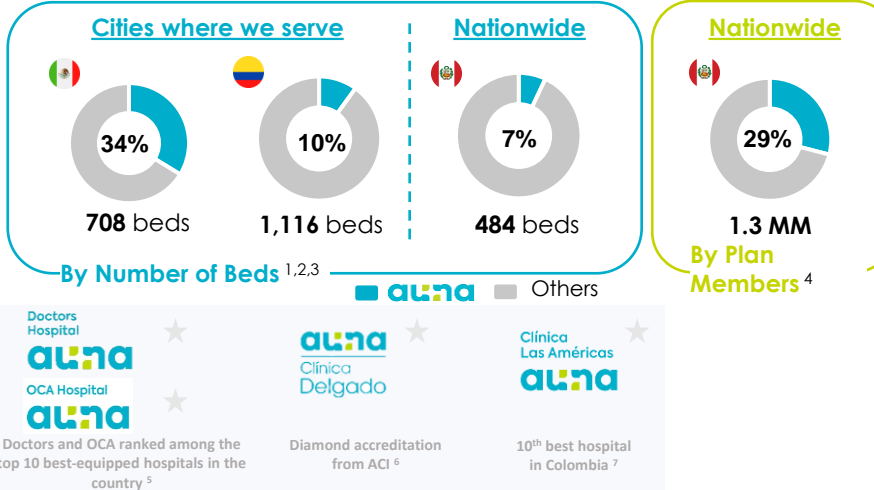 Cities where we serve
Nationwide
Nationwide
34%
10%
7%
29%
708 beds
1,116 beds
484 beds
1.3 MM
By Number of Beds 1,2,3
By Plan
Members 4
auna
Others
Doctors
Hospital
auna
OCA Hospital
auna
Doctors and OCA ranked among the
top 10 best-equipped hospitals in the
country 5
auna
Clínica
Delgado
Diamond accreditation
from ACI 6
Clínica
Las Américas
auna
10th best hospital
in Colombia 7